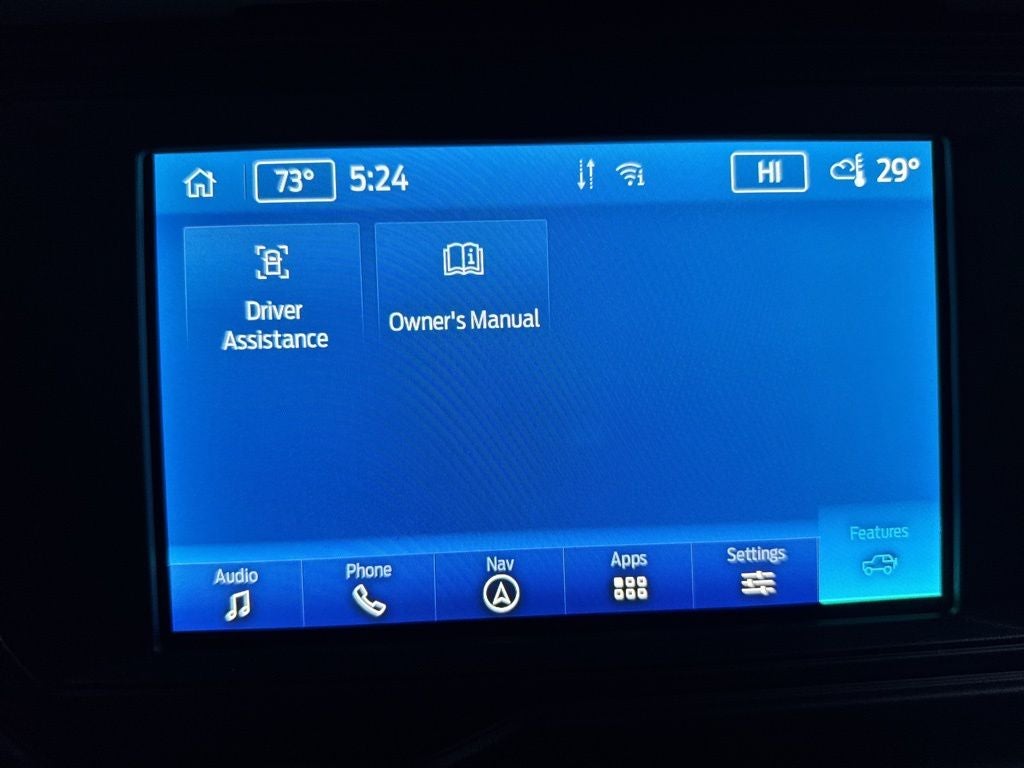 73° 5:24 HI 29°
Driver
Assistance
Owner's Manual
Audio
Phone
Nav
Apps
Settings
Features